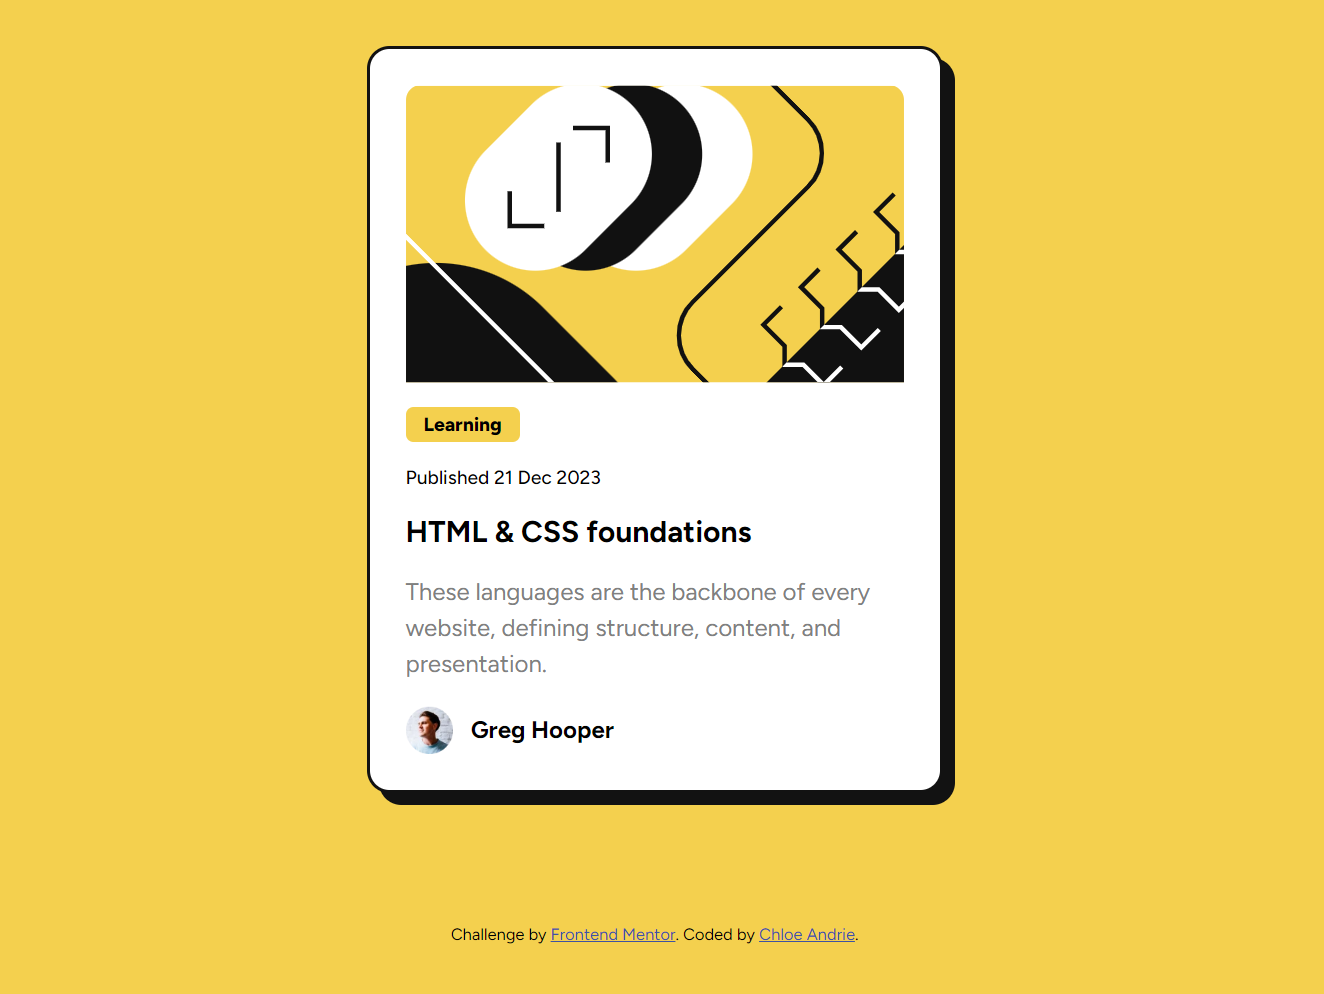 Learning
Published 21 Dec 2023
HTML & CSS foundations
These languages are the backbone of every
website, defining structure, content, and
presentation.
Greg Hooper
Challenge by Frontend Mentor. Coded by Chloe Andrie.